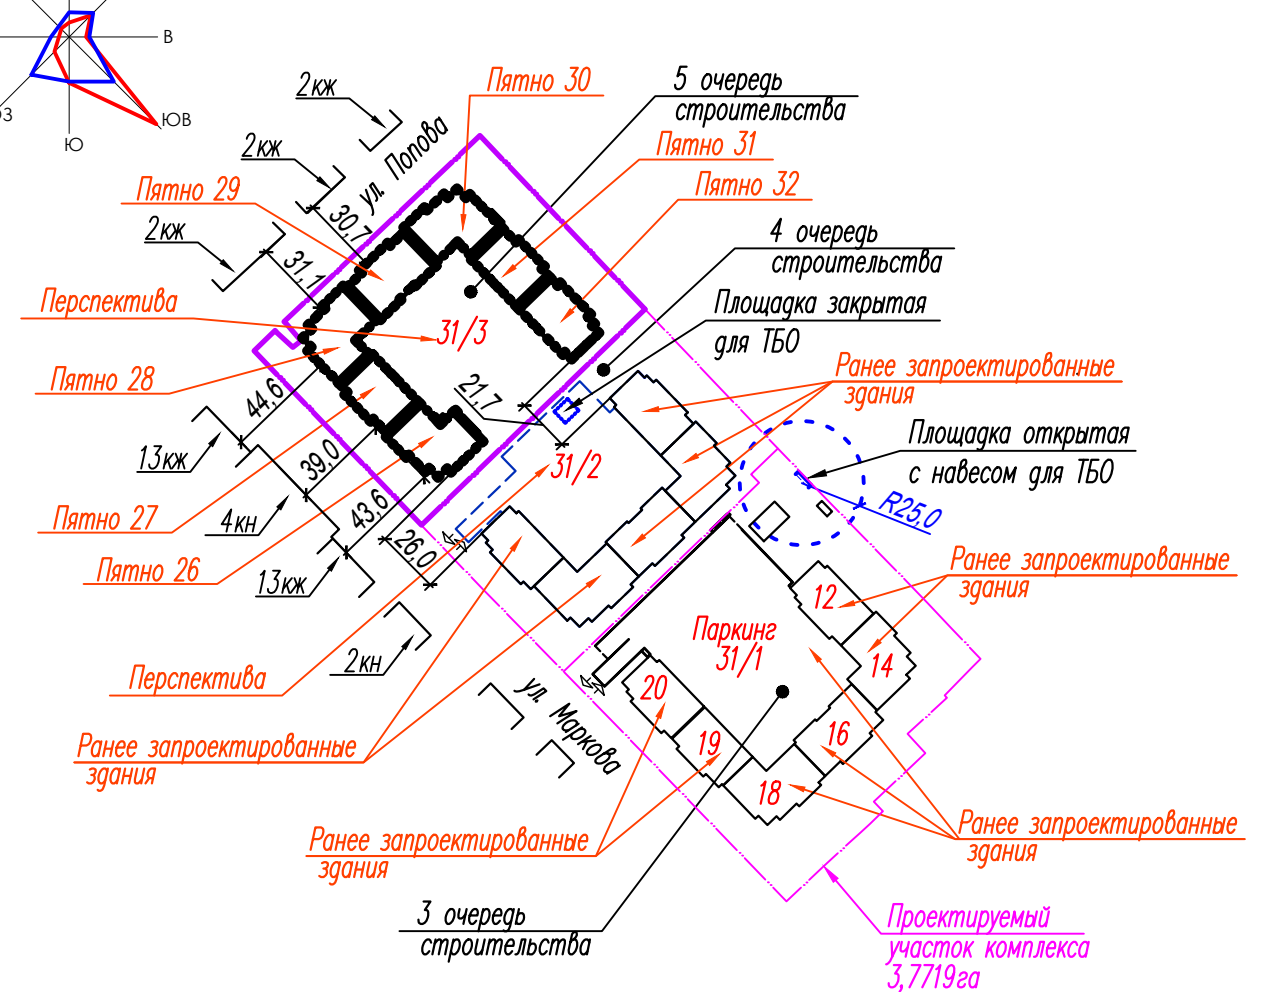 В
ЮВ
Ю
ЮЗ
2кж
Пятно 30
5 очередь
строительства
ул. Попова
2кж
Пятно 31
Пятно 29
30,7
Пятно 32
2кж
31,1
4 очередь
строительства
Перспектива
31/3
Площадка закрытая
для ТБО
Пятно 28
44,6
21,7
Ранее запроектированные
здания
13кж
39,0
31/2
Площадка открытая
с навесом для ТБО
R25,0
Пятно 27
4кн
43,6
26,0
Пятно 26
13кж
Ранее запроектированные
здания
12
Паркинг
31/1
14
2кн
Перспектива
20
ул. Маркова
19
16
18
Ранее запроектированные
здания
Ранее запроектированные
здания
Ранее запроектированные
здания
3 очередь
строительства
Проектируемый
участок комплекса
3,7719га